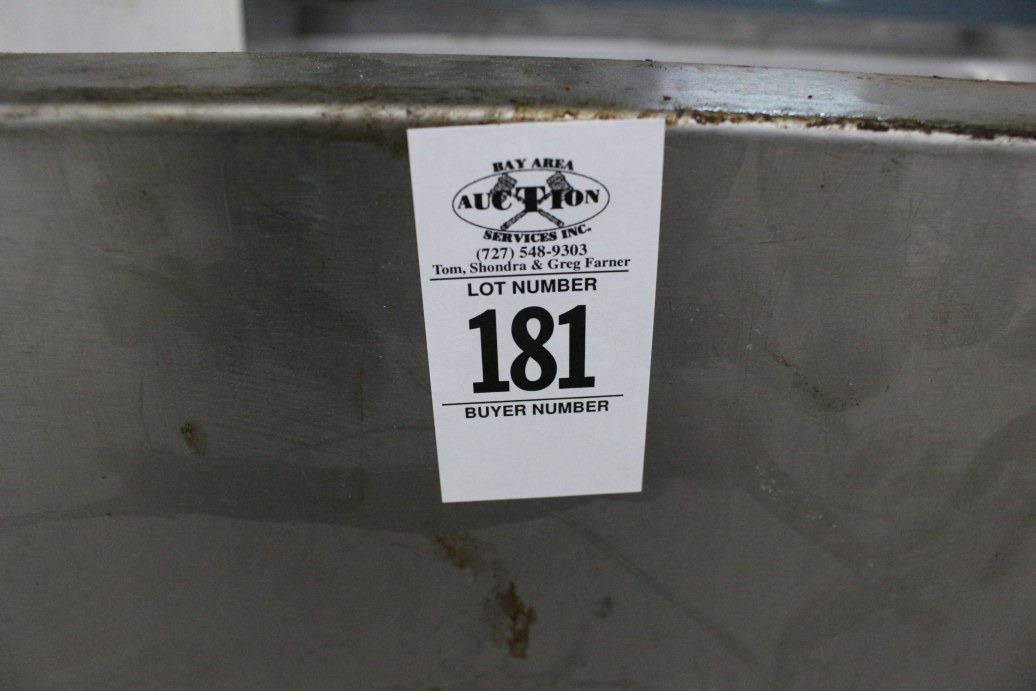 BAY AREA
AUCTION
SERVICES INC.
(727) 548-9303
Tom, Shondra & Greg Farner
LOT NUMBER
181
BUYER NUMBER